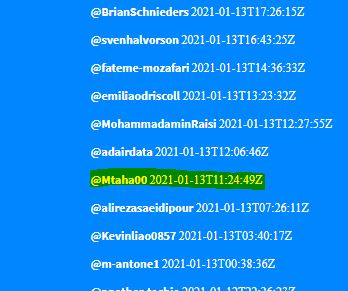 @BrianSchnieders 2021-01-13T17:26:15Z
@svenhalvorson 2021-01-13T16:43:25Z
@fateme-mozafari 2021-01-13T14:36:33Z
@emiliaodriscoll 2021-01-13T13:23:32Z
@MohammadaminRaisi 2021-01-13T12:27:55Z
@adairdata 2021-01-13T12:06:46Z
@Mtaha00 2021-01-13T11:24:49Z
@alirezasaeidipour 2021-01-13T07:26:11Z
@Kevinliao0857 2021-01-13T03:40:17Z
@m-antone1 2021-01-13T00:38:36Z